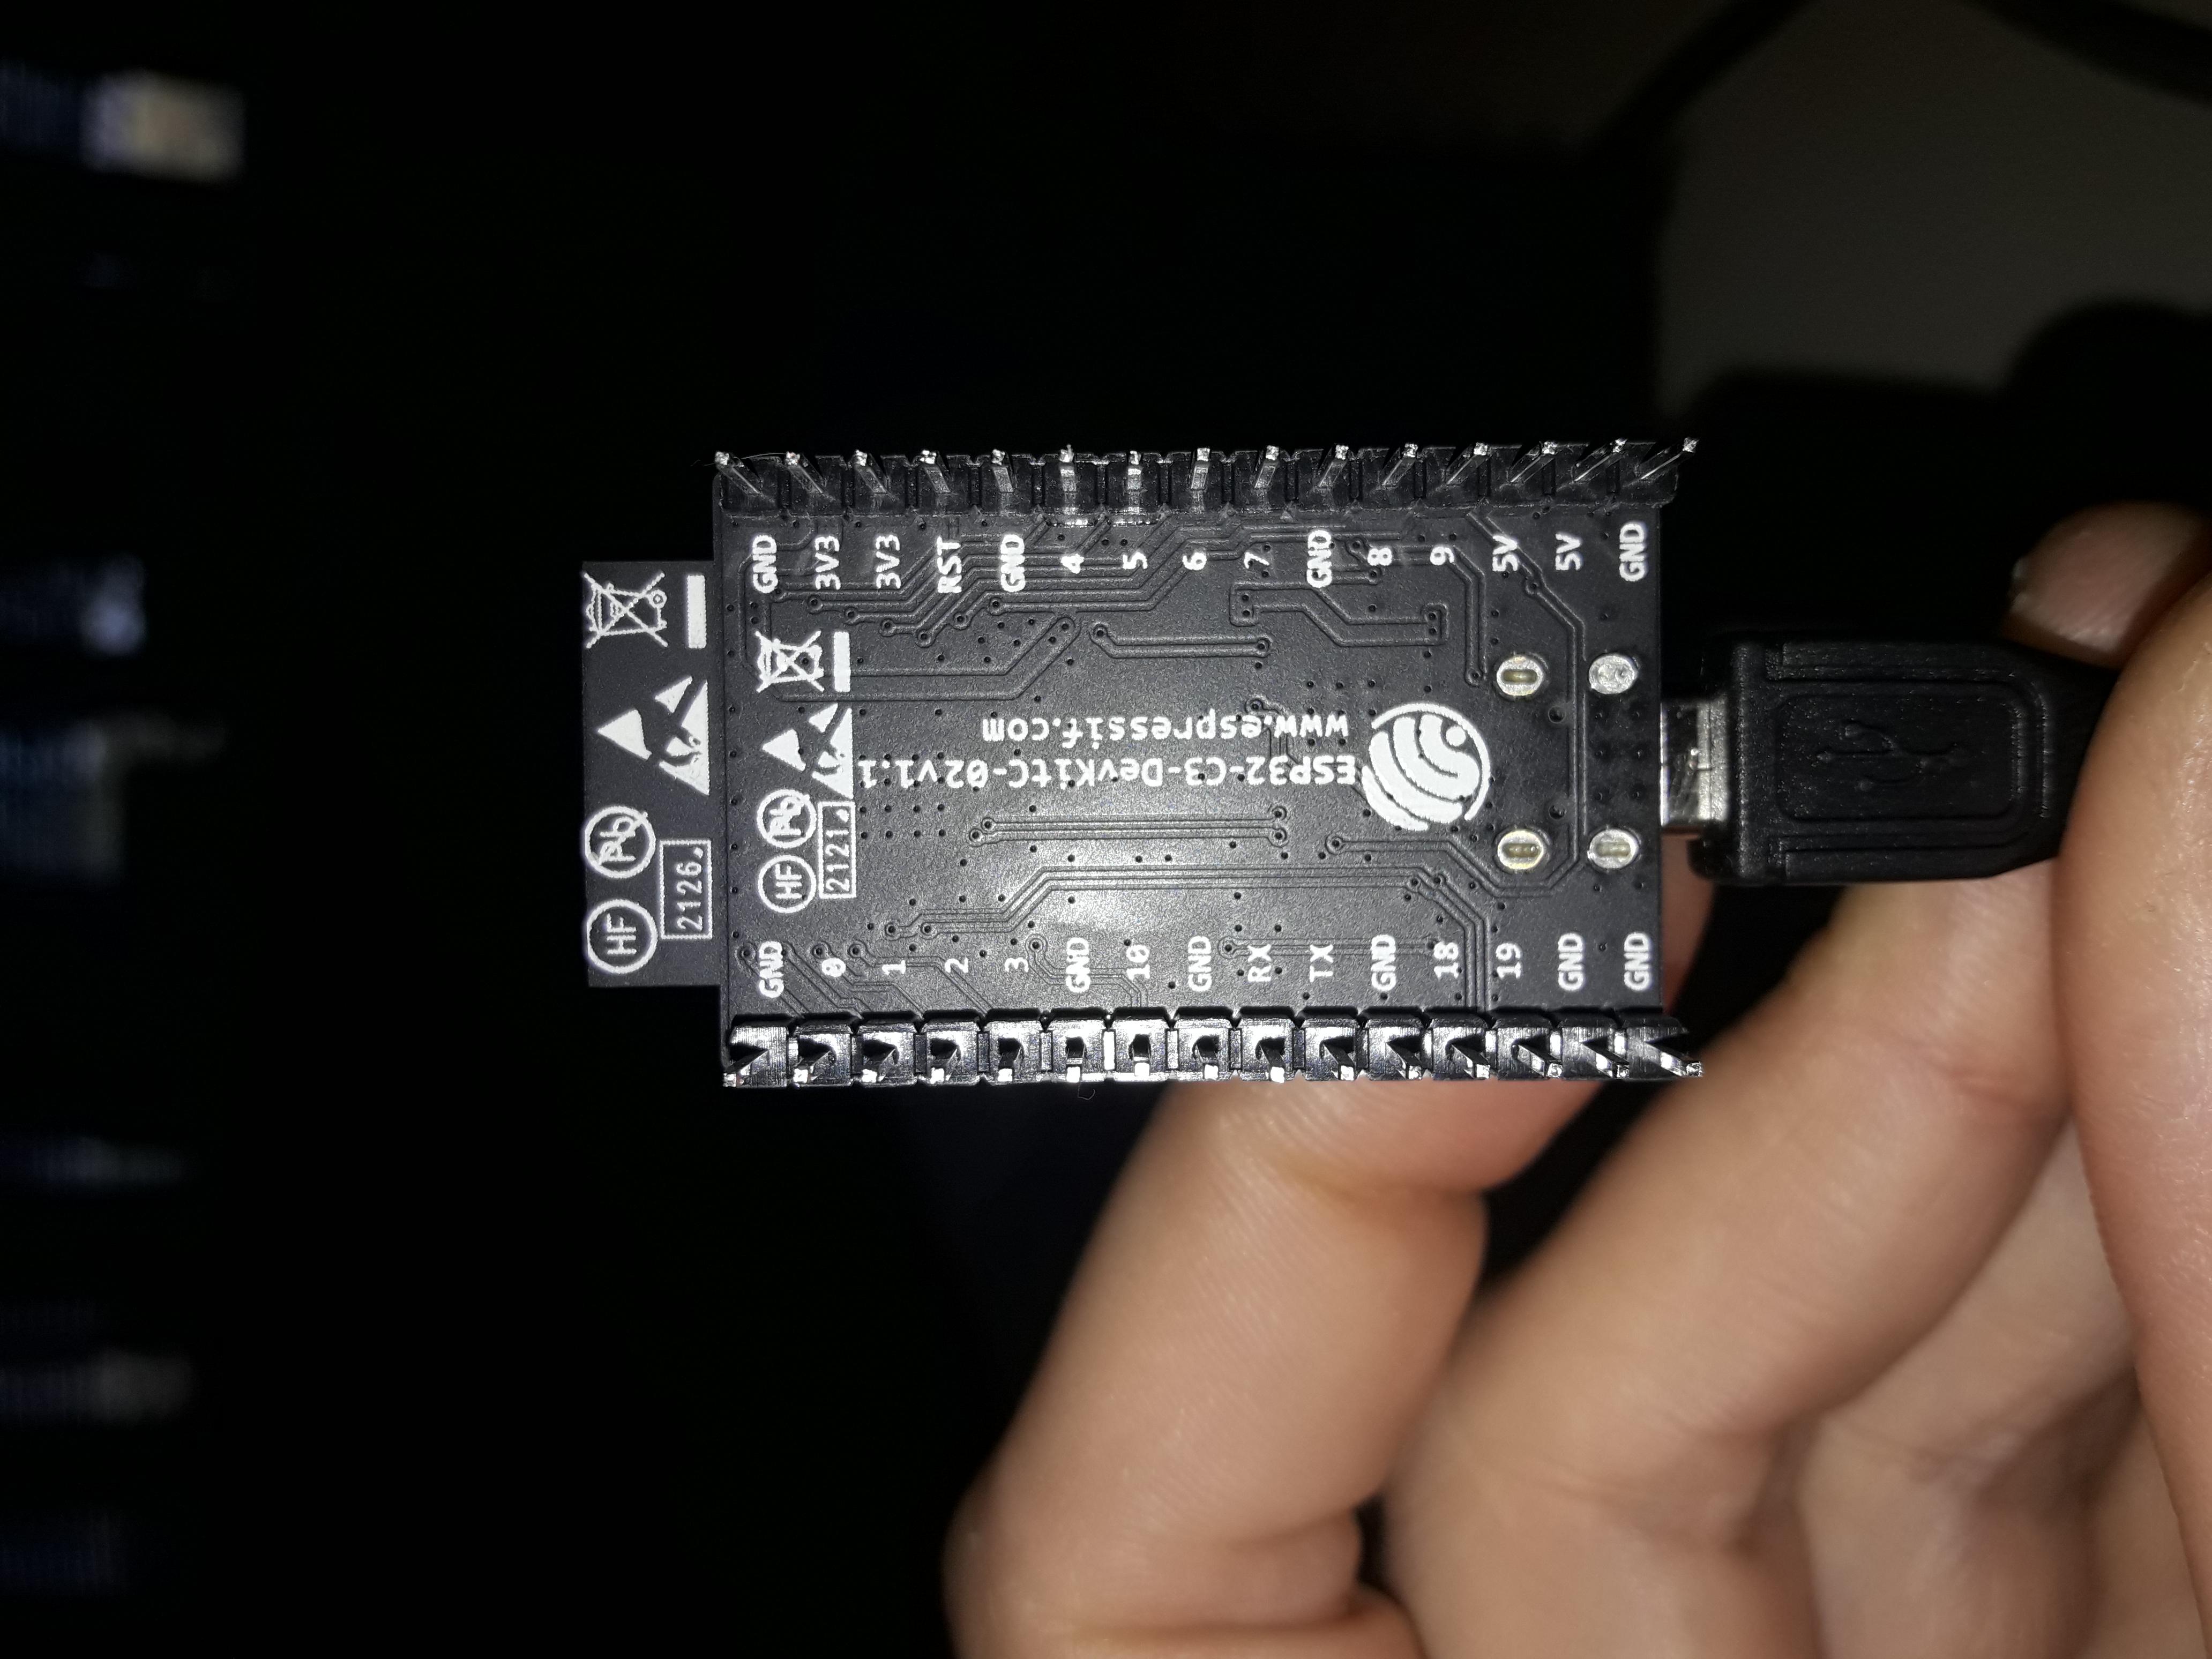 HF Pb
2126.
HF Pb
2121.
GND
0
1
2
3
GND
10
GND
RX
TX
GND
18
19
GND
GND
ESP32-C3-DevKitC-02v1.1
www.espressif.com
GND
3V3
3V3
RST
GND
4
5
6
7
GND
8
9
5V
5V
GND